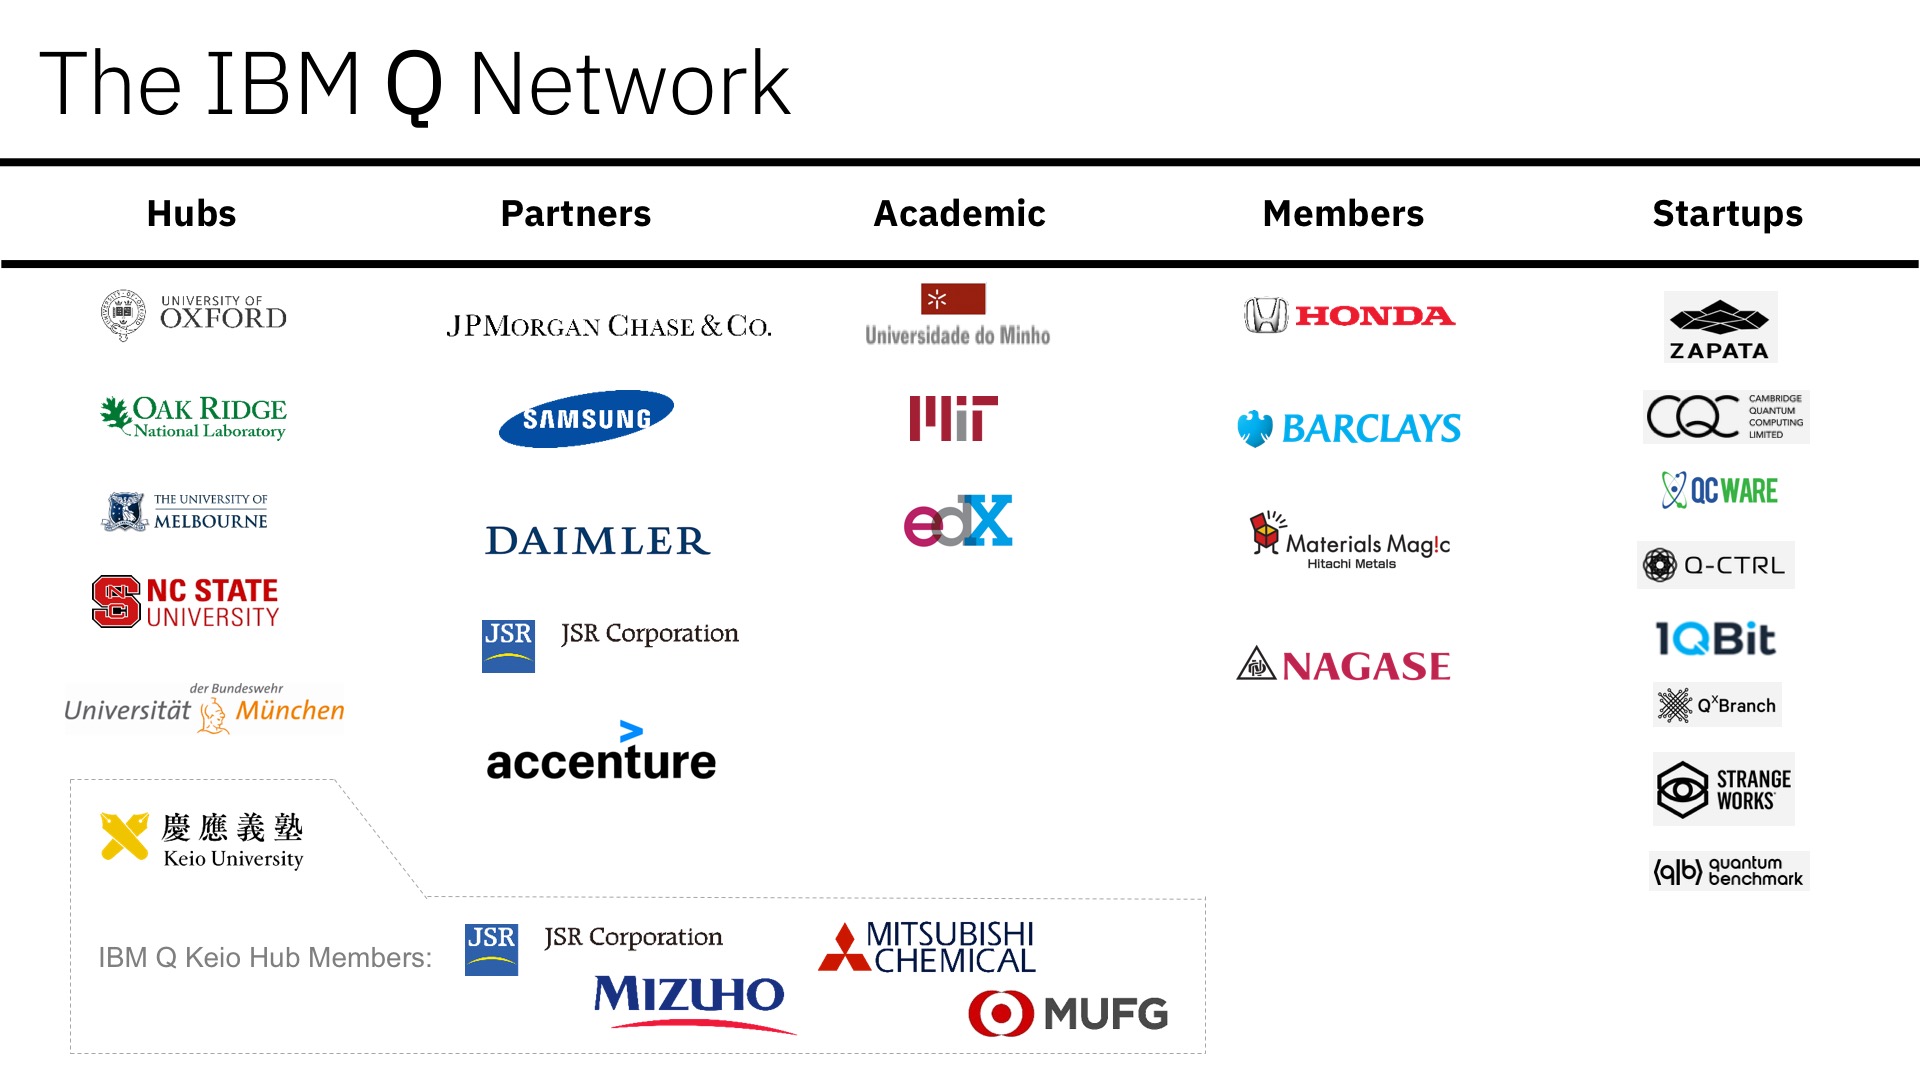 The IBM Q Network
Hubs
Partners
Academic
Members
Startups
UNIVERSITY OF
OXFORD
OAK RIDGE
National Laboratory
THE UNIVERSITY OF
MELBOURNE
NC STATE
UNIVERSITY
der Bundeswehr
Universität München
慶應義塾
Keio University
JPMORGAN CHASE & CO.
SAMSUNG
DAIMLER
JSR
JSR Corporation
>
accenture
Universidade do Minho
MIT
edX
HONDA
BARCLAYS
Materials Mag!c
Hitachi Metals
NAGASE
ZAPATA
CQC
CAMBRIDGE
QUANTUM
COMPUTING
LIMITED
QC WARE
Q-CTRL
1QBit
QxBranch
STRANGE
WORKS
⟨q|b⟩ quantum
benchmark
IBM Q Keio Hub Members:
JSR
JSR Corporation
MIZUHO
MITSUBISHI
CHEMICAL
MUFG